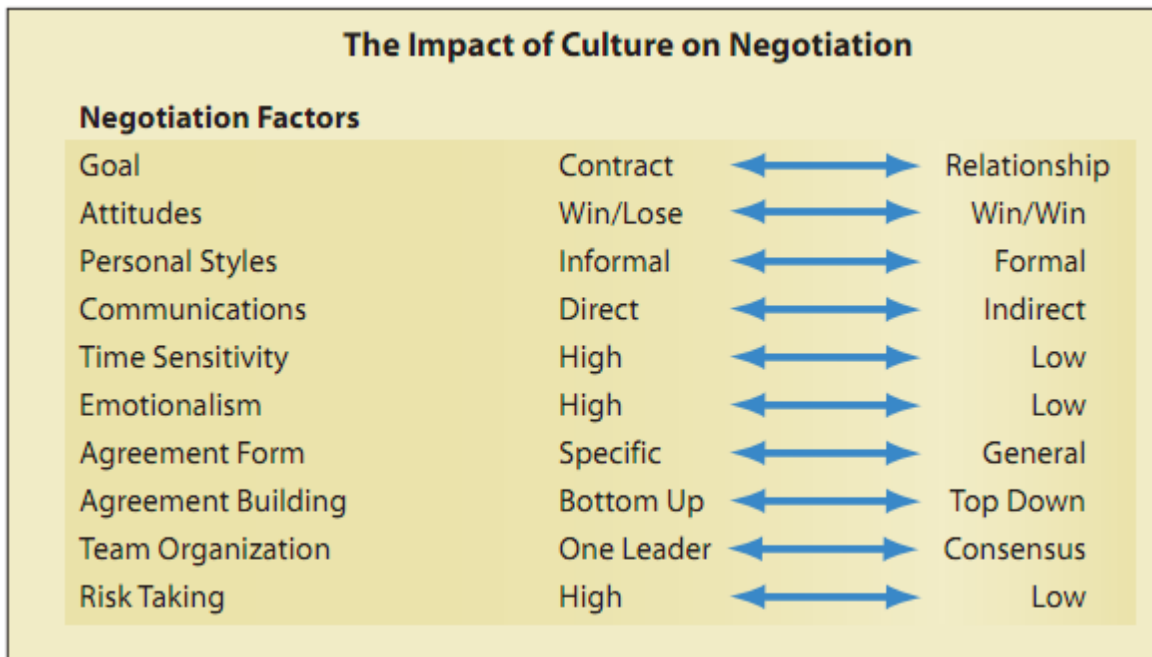 The Impact of Culture on Negotiation
Negotiation Factors
Goal Contract Relationship
Attitudes Win/Lose Win/Win
Personal Styles Informal Formal
Communications Direct Indirect
Time Sensitivity High Low
Emotionalism High Low
Agreement Form Specific General
Agreement Building Bottom Up Top Down
Team Organization One Leader Consensus
Risk Taking High Low